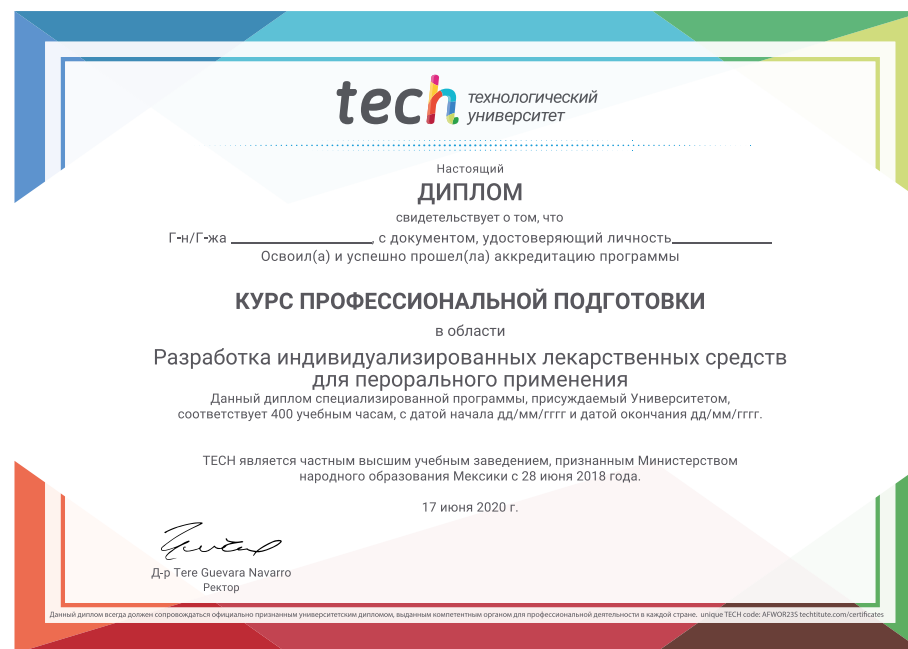 tech технологический
университет
Настоящий
ДИПЛОМ
свидетельствует о том, что
Г-н/Г-жа ____________________, с документом, удостоверяющий личность______________
Освоил(а) и успешно прошел(ла) аккредитацию программы
КУРС ПРОФЕССИОНАЛЬНОЙ ПОДГОТОВКИ
в области
Разработка индивидуализированных лекарственных средств
для перорального применения
Данный диплом специализированной программы, присуждаемый Университетом,
соответствует 400 учебным часам, с датой начала дд/мм/гггг и датой окончания дд/мм/гггг.
TECH является частным высшим учебным заведением, признанным Министерством
народного образования Мексики с 28 июня 2018 года.
17 июня 2020 г.
Д-р Tere Guevara Navarro
Ректор
Данный диплом всегда должен сопровождаться официально признанным университетским дипломом, выданным компетентным органом для профессиональной деятельности в каждой стране. unique TECH code: AFWOR23S techtitute.com/certificates